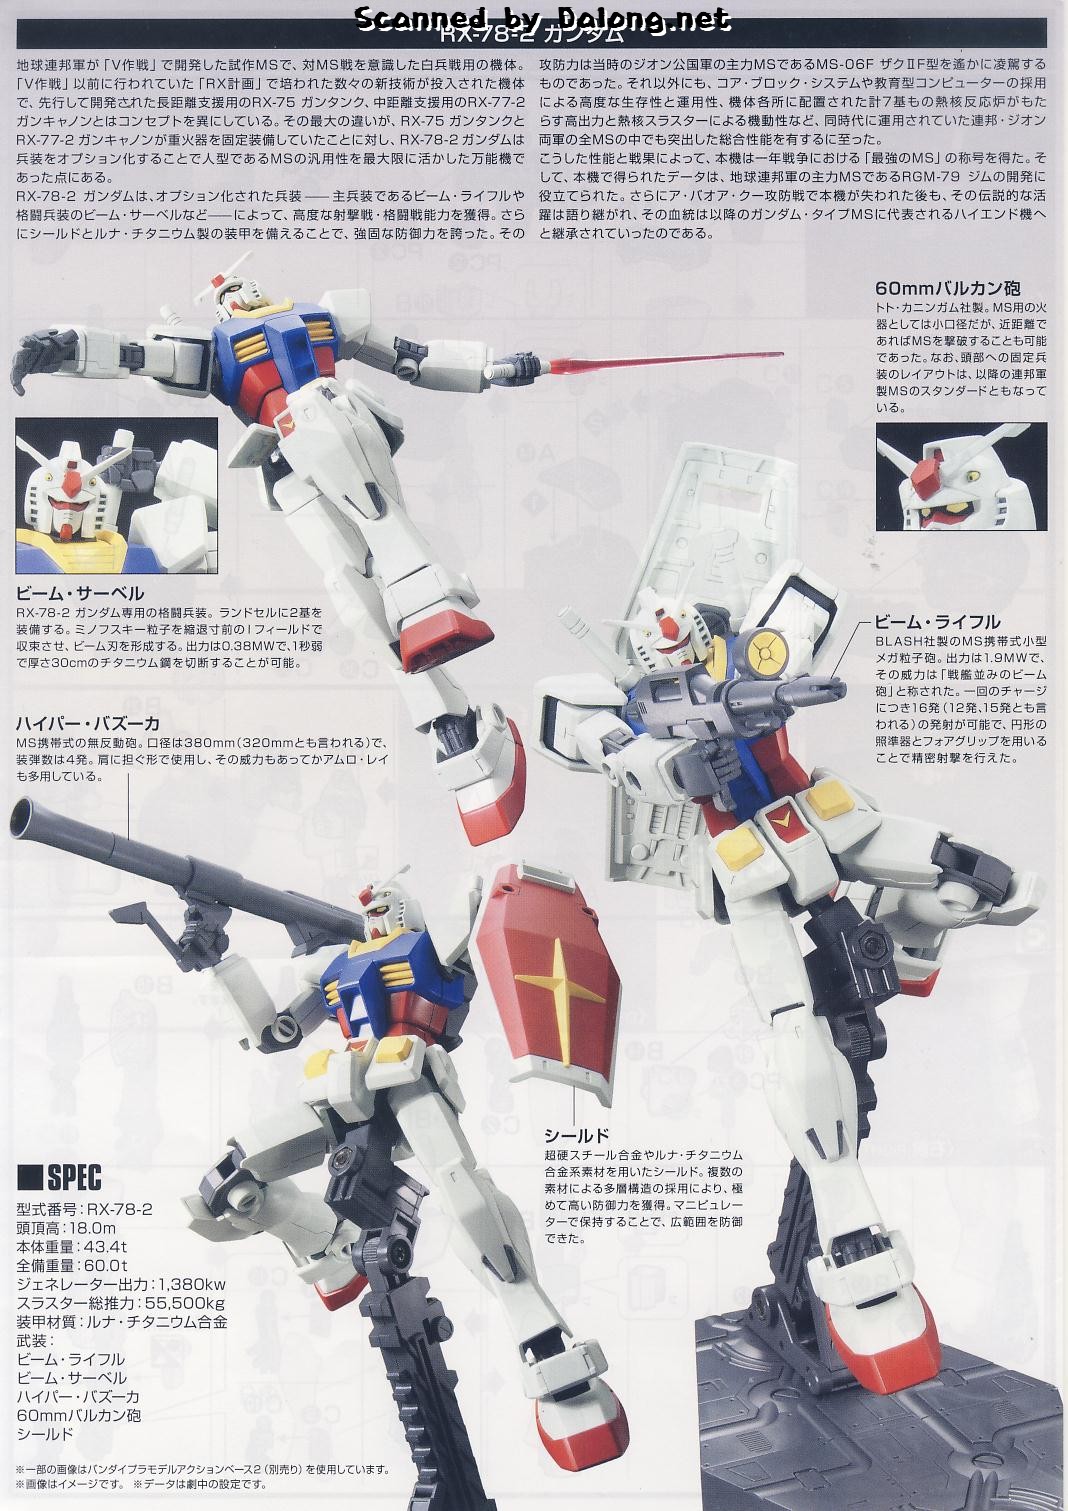 Scanned by Dalong.net
RX-78-2 ガンダム
地球連邦軍が「V作戦」で開発した試作MSで、対MS戦を意識した白兵戦用の機体。
「V作戦」以前に行われていた「RX計画」で培われた数々の新技術が投入された機体
で、先行して開発された長距離支援用のRX-75 ガンタンク、中距離支援用のRX-77-2
ガンキャノンとはコンセプトを異にしている。その最大の違いが、RX-75 ガンタンクと
RX-77-2 ガンキャノンが重火器を固定装備していたことに対し、RX-78-2 ガンダムは
兵装をオプション化することで人型であるMSの汎用性を最大限に活かした万能機で
あった点にある。
RX-78-2 ガンダムは、オプション化された兵装——主兵装であるビーム・ライフルや
格闘兵装のビーム・サーベルなど——によって、高度な射撃戦・格闘戦能力を獲得。さら
にシールドとルナ・チタニウム製の装甲を備えることで、強固な防御力を誇った。その
攻防力は当時のジオン公国軍の主力MSであるMS-06F ザクⅡF型を遙かに凌駕する
ものであった。それ以外にも、コア・ブロック・システムや教育型コンピューターの採用
による高度な生存性と運用性、機体各所に配置された計7基もの熱核反応炉がもた
らす高出力と熱核スラスターによる機動性など、同時代に運用されていた連邦・ジオン
両軍の全MSの中でも突出した総合性能を有するに至った。
こうした性能と戦果によって、本機は一年戦争における「最強のMS」の称号を得た。そ
して、本機で得られたデータは、地球連邦軍の主力MSであるRGM-79 ジムの開発に
役立てられた。さらにア・バオア・クー攻防戦で本機が失われた後も、その伝説的な活
躍は語り継がれ、その血統は以降のガンダム・タイプMSに代表されるハイエンド機へ
と継承されていったのである。
60mmバルカン砲
トト・カニンガム社製。MS用の火
器としては小口径だが、近距離で
あればMSを撃破することも可能
であった。なお、頭部への固定兵
装のレイアウトは、以降の連邦軍
製MSのスタンダードともなって
いる。
ビーム・サーベル
RX-78-2 ガンダム専用の格闘兵装。ランドセルに2基を
装備する。ミノフスキー粒子を縮退寸前のIフィールドで
収束させ、ビーム刃を形成する。出力は0.38MWで、1秒弱
で厚さ30cmのチタニウム鋼を切断することが可能。
ビーム・ライフル
BLASH社製のMS携帯式小型
メガ粒子砲。出力は1.9MWで、
その威力は「戦艦並みのビーム
砲」と称された。一回のチャージ
につき16発(12発、15発とも言
われる)の発射が可能で、円形の
照準器とフォアグリップを用いる
ことで精密射撃を行えた。
ハイパー・バズーカ
MS携帯式の無反動砲。口径は380mm(320mmとも言われる)で、
装弾数は4発。肩に担ぐ形で使用し、その威力もあってかアムロ・レイ
も多用している。
シールド
超硬スチール合金やルナ・チタニウム
合金系素材を用いたシールド。複数の
素材による多層構造の採用により、極
めて高い防御力を獲得。マニピュレー
ターで保持することで、広範囲を防御
できた。
■SPEC
型式番号:RX-78-2
頭頂高:18.0m
本体重量:43.4t
全備重量:60.0t
ジェネレーター出力:1,380kw
スラスター総推力:55,500kg
装甲材質:ルナ・チタニウム合金
武装:
ビーム・ライフル
ビーム・サーベル
ハイパー・バズーカ
60mmバルカン砲
シールド
※一部の画像はバンダイプラモデルアクションベース2(別売り)を使用しています。
※画像はイメージです。 ※データは劇中の設定です。